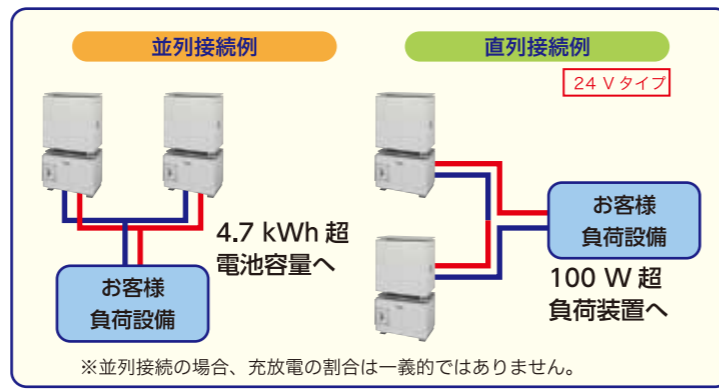 並列接続例
直列接続例
24 V タイプ
4.7 kWh 超
電池容量へ
お客様
負荷設備
お客様
負荷設備
100 W 超
負荷装置へ
※並列接続の場合、充放電の割合は一義的ではありません。